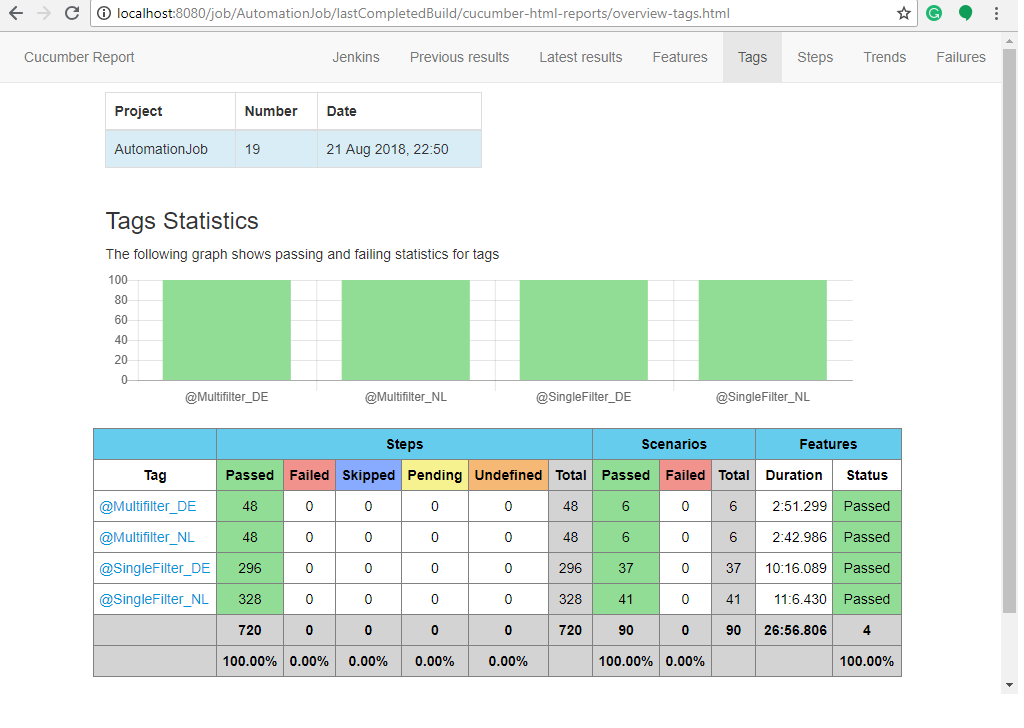 localhost:8080/job/AutomationJob/lastCompletedBuild/cucumber-html-reports/overview-tags.html
Cucumber Report Jenkins Previous results Latest results Features Tags Steps Trends Failures
Project Number Date
AutomationJob 19 21 Aug 2018, 22:50
Tags Statistics
The following graph shows passing and failing statistics for tags
100
80
60
40
20
0
@Multifilter_DE @Multifilter_NL @SingleFilter_DE @SingleFilter_NL
Steps Scenarios Features
Tag Passed Failed Skipped Pending Undefined Total Passed Failed Total Duration Status
@Multifilter_DE 48 0 0 0 0 48 6 0 6 2:51.299 Passed
@Multifilter_NL 48 0 0 0 0 48 6 0 6 2:42.986 Passed
@SingleFilter_DE 296 0 0 0 0 296 37 0 37 10:16.089 Passed
@SingleFilter_NL 328 0 0 0 0 328 41 0 41 11:6.430 Passed
720 0 0 0 0 720 90 0 90 26:56.806 4
100.00% 0.00% 0.00% 0.00% 0.00% 100.00% 0.00% 100.00%